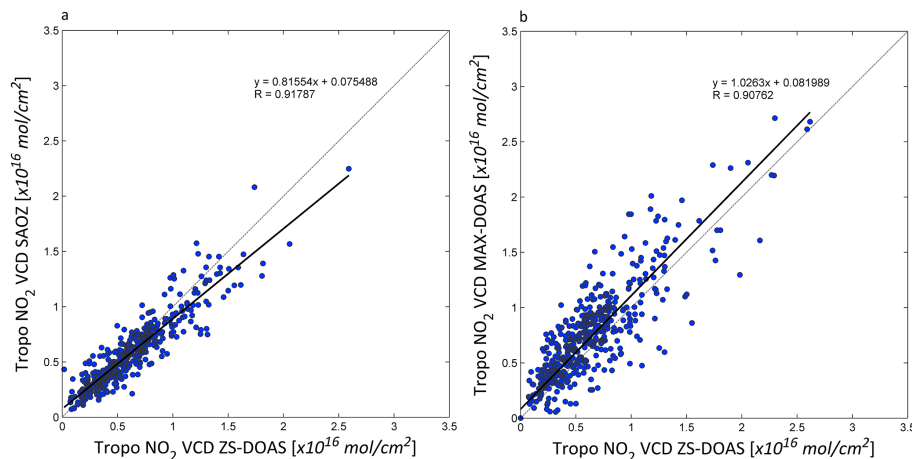 a
Tropo NO2 VCD SAOZ [x10^16 mol/cm^2]
3.5
3
2.5
2
1.5
1
0.5
0
y = 0.81554x + 0.075488
R = 0.91787
0 0.5 1 1.5 2 2.5 3 3.5
Tropo NO2 VCD ZS-DOAS [x10^16 mol/cm^2]
b
Tropo NO2 VCD MAX-DOAS [x10^16 mol/cm^2]
3.5
3
2.5
2
1.5
1
0.5
0
y = 1.0263x + 0.081989
R = 0.90762
0 0.5 1 1.5 2 2.5 3 3.5
Tropo NO2 VCD ZS-DOAS [x10^16 mol/cm^2]